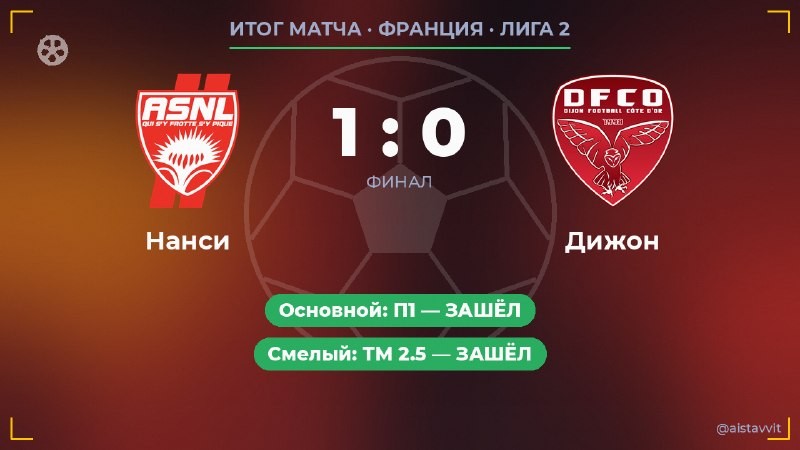 ИТОГ МАТЧА · ФРАНЦИЯ · ЛИГА 2
ASNL
QUI S'Y FROTTE S'Y PIQUE
1 : 0
ФИНАЛ
DFCO
DIJON FOOTBALL CÔTE D'OR
1998
Нанси
Дижон
Основной: П1 — ЗАШЁЛ
Смелый: ТМ 2.5 — ЗАШЁЛ
@aistavvit